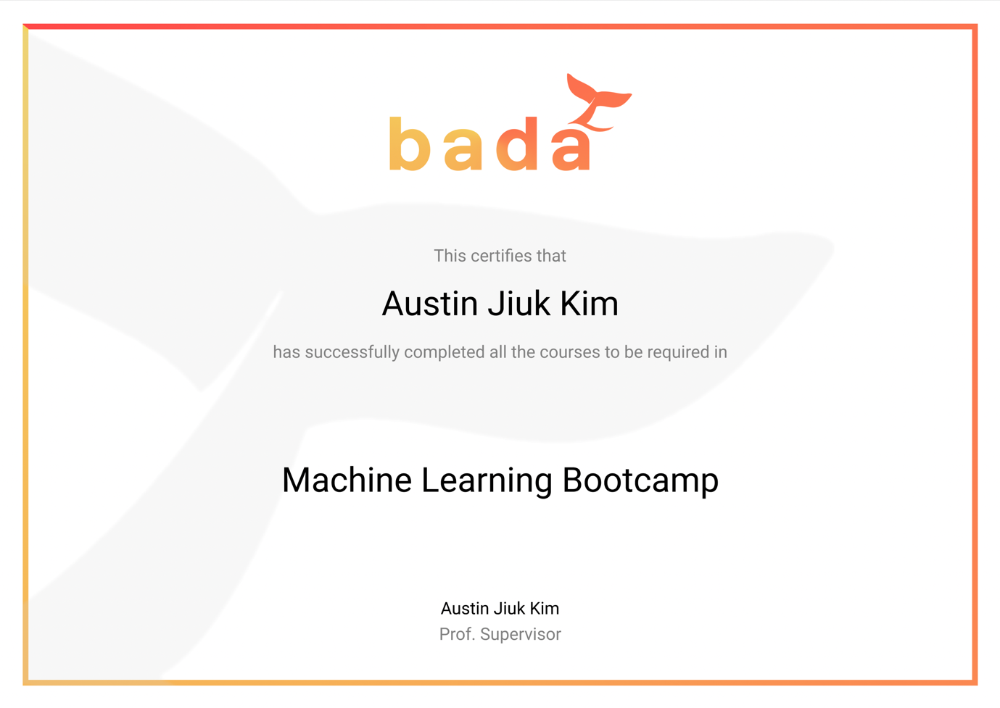 bada
This certifies that
Austin Jiuk Kim
has successfully completed all the courses to be required in
Machine Learning Bootcamp
Austin Jiuk Kim
Prof. Supervisor